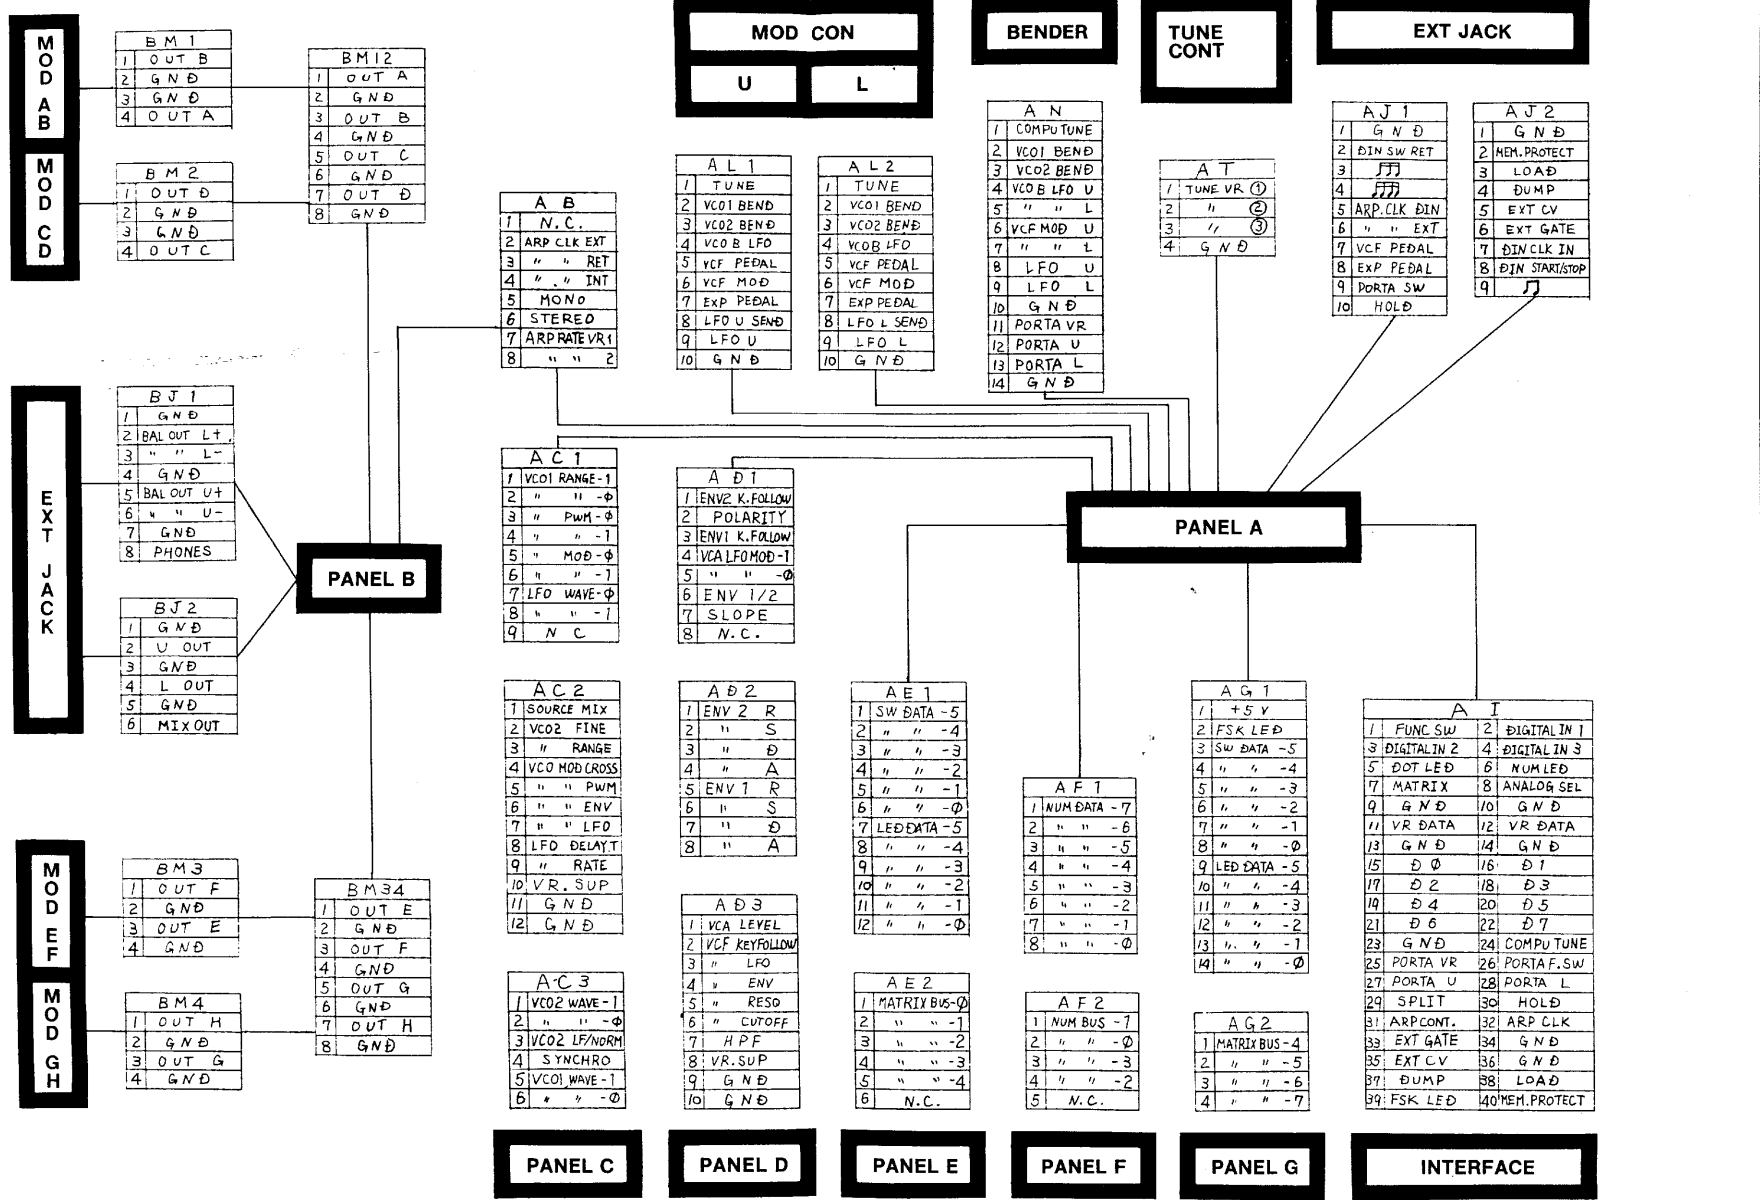 MOD AB
MOD CD
BM1
1 OUT B
2 GND
3 GND
4 OUT A
BM2
1 OUT D
2 GND
3 GND
4 OUT C
BM12
1 OUT A
2 GND
3 OUT B
4 GND
5 OUT C
6 GND
7 OUT D
8 GND
EXT JACK
BJ1
1 GND
2 BAL OUT L+
3 " " L-
4 GND
5 BAL OUT U+
6 " " U-
7 GND
8 PHONES
BJ2
1 GND
2 U OUT
3 GND
4 L OUT
5 GND
6 MIX OUT
PANEL B
MOD EF
MOD GH
BM3
1 OUT F
2 GND
3 OUT E
4 GND
BM4
1 OUT H
2 GND
3 OUT G
4 GND
BM34
1 OUT E
2 GND
3 OUT F
4 GND
5 OUT G
6 GND
7 OUT H
8 GND
AB
1 N.C.
2 ARP CLK EXT
3 " " RET
4 " " INT
5 MONO
6 STEREO
7 ARP RATE VR1
8 " " 2
MOD CON
U L
AL1
1 TUNE
2 VCO1 BEND
3 VCO2 BEND
4 VCO B LFO
5 VCF PEDAL
6 VCF MOD
7 EXP PEDAL
8 LFO U SEND
9 LFO U
10 GND
AL2
1 TUNE
2 VCO1 BEND
3 VCO2 BEND
4 VCOB LFO
5 VCF PEDAL
6 VCF MOD
7 EXP PEDAL
8 LFO L SEND
9 LFO L
10 GND
BENDER
AN
1 COMPUTUNE
2 VCO1 BEND
3 VCO2 BEND
4 VCO B LFO U
5 " " L
6 VCF MOD U
7 " " L
8 LFO U
9 LFO L
10 GND
11 PORTA VR
12 PORTA U
13 PORTA L
14 GND
TUNE
CONT
AT
1 TUNE VR ①
2 " ②
3 " ③
4 GND
EXT JACK
AJ1
1 GND
2 DIN SW RET
3
4
5 ARP.CLK DIN
6 " " EXT
7 VCF PEDAL
8 EXP PEDAL
9 PORTA SW
10 HOLD
AJ2
1 GND
2 MEM.PROTECT
3 LOAD
4 DUMP
5 EXT CV
6 EXT GATE
7 DIN CLK IN
8 DIN START/STOP
9 ♫
PANEL A
AC1
1 VCO1 RANGE-1
2 " " -Ø
3 " PWM-Ø
4 " " -1
5 " MOD-Ø
6 " " -1
7 LFO WAVE-Ø
8 " " -1
9 N C
AC2
1 SOURCE MIX
2 VCO2 FINE
3 " RANGE
4 VCO MOD CROSS
5 " " PWM
6 " " ENV
7 " " LFO
8 LFO DELAY.T
9 " RATE
10 VR.SUP
11 GND
12 GND
AC3
1 VCO2 WAVE-1
2 " " -Ø
3 VCO2 LF/NORM
4 SYNCHRO
5 VCO1 WAVE-1
6 " " -Ø
PANEL C
AD1
1 ENV2 K.FOLLOW
2 POLARITY
3 ENV1 K.FOLLOW
4 VCA LFO MOD-1
5 " " -Ø
6 ENV 1/2
7 SLOPE
8 N.C.
AD2
1 ENV 2 R
2 " S
3 " D
4 " A
5 ENV 1 R
6 " S
7 " D
8 " A
AD3
1 VCA LEVEL
2 VCF KEYFOLLOW
3 " LFO
4 " ENV
5 " RESO
6 " CUTOFF
7 HPF
8 VR.SUP
9 GND
10 GND
PANEL D
AE1
1 SW DATA -5
2 " " -4
3 " " -3
4 " " -2
5 " " -1
6 " " -Ø
7 LED DATA -5
8 " " -4
9 " " -3
10 " " -2
11 " " -1
12 " " -Ø
AE2
1 MATRIX BUS-Ø
2 " " -1
3 " " -2
4 " " -3
5 " " -4
6 N.C.
PANEL E
AF1
1 NUM DATA -7
2 " " -6
3 " " -5
4 " " -4
5 " " -3
6 " " -2
7 " " -1
8 " " -Ø
AF2
1 NUM BUS -1
2 " " -Ø
3 " " -3
4 " " -2
5 N.C.
PANEL F
AG1
1 +5 V
2 FSK LED
3 SW DATA -5
4 " " -4
5 " " -3
6 " " -2
7 " " -1
8 " " -Ø
9 LED DATA -5
10 " " -4
11 " " -3
12 " " -2
13 " " -1
14 " " -Ø
AG2
1 MATRIX BUS-4
2 " " -5
3 " " -6
4 " " -7
PANEL G
AI
1 FUNC SW 2 DIGITAL IN 1
3 DIGITAL IN 2 4 DIGITAL IN 3
5 DOT LED 6 NUM LED
7 MATRIX 8 ANALOG SEL
9 GND 10 GND
11 VR DATA 12 VR DATA
13 GND 14 GND
15 D Ø 16 D 1
17 D 2 18 D 3
19 D 4 20 D 5
21 D 6 22 D 7
23 GND 24 COMPU TUNE
25 PORTA VR 26 PORTA F.SW
27 PORTA U 28 PORTA L
29 SPLIT 30 HOLD
31 ARP CONT. 32 ARP CLK
33 EXT GATE 34 GND
35 EXT CV 36 GND
37 DUMP 38 LOAD
39 FSK LED 40 MEM.PROTECT
INTERFACE